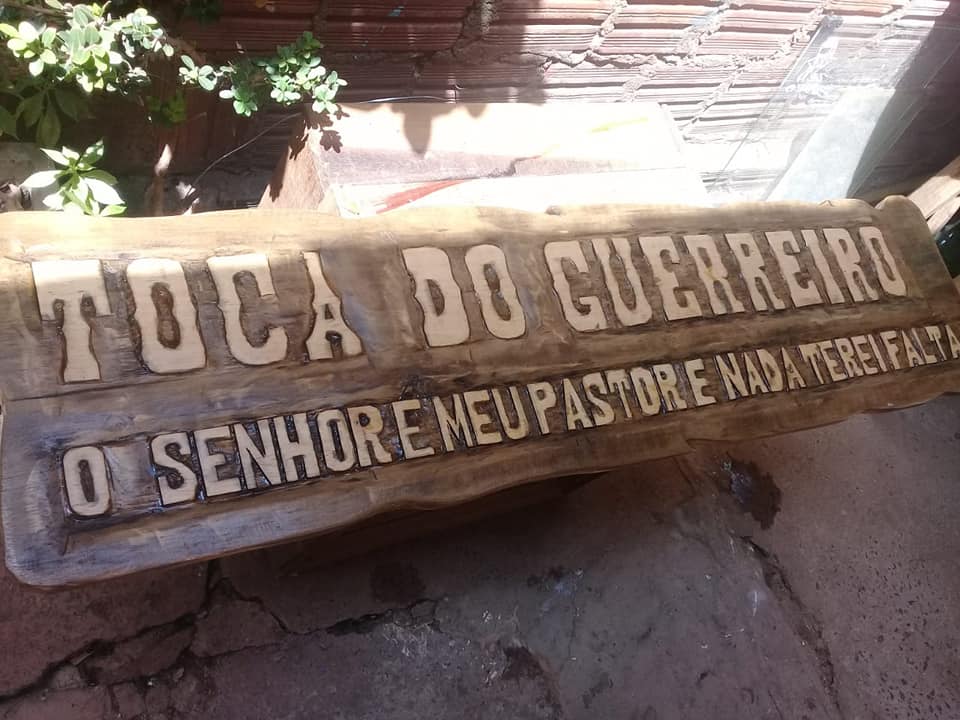 TOCA DO GUERREIRO
O SENHOR E MEU PASTOR E NADA TEREI FALTA